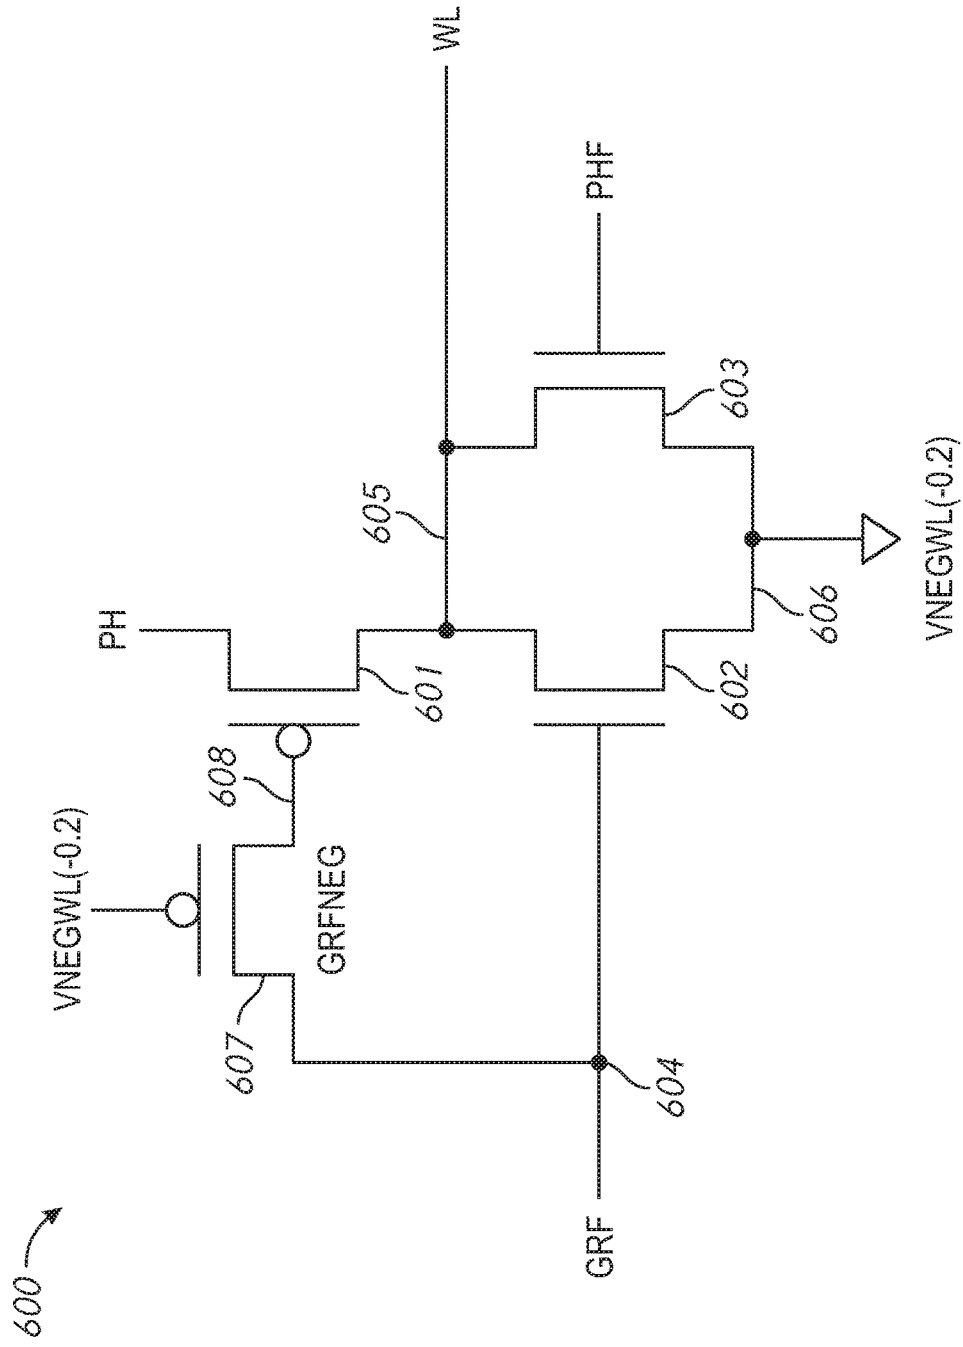 600
VNEGWL(-0.2)
PH
WL
608
607
GRFNEG
601
605
PHF
GRF
604
602
603
606
VNEGWL(-0.2)